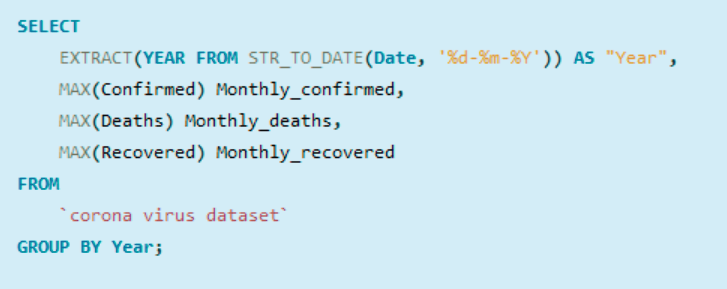 SELECT
EXTRACT(YEAR FROM STR_TO_DATE(Date, '%d-%m-%Y')) AS "Year",
MAX(Confirmed) Monthly_confirmed,
MAX(Deaths) Monthly_deaths,
MAX(Recovered) Monthly_recovered
FROM
`corona virus dataset`
GROUP BY Year;